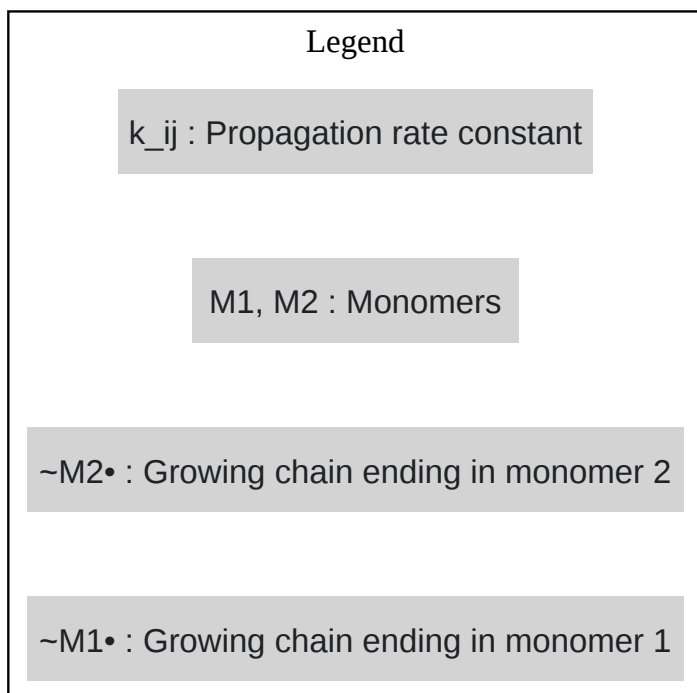 Legend
k_ij : Propagation rate constant
M1, M2 : Monomers
~M2• : Growing chain ending in monomer 2
~M1• : Growing chain ending in monomer 1